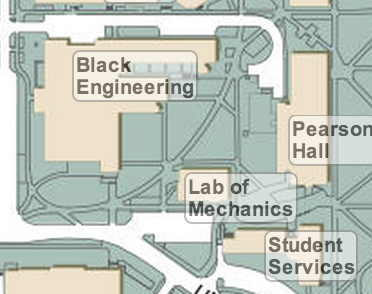 Black
Engineering
Pearson
Hall
Lab of
Mechanics
Student
Services